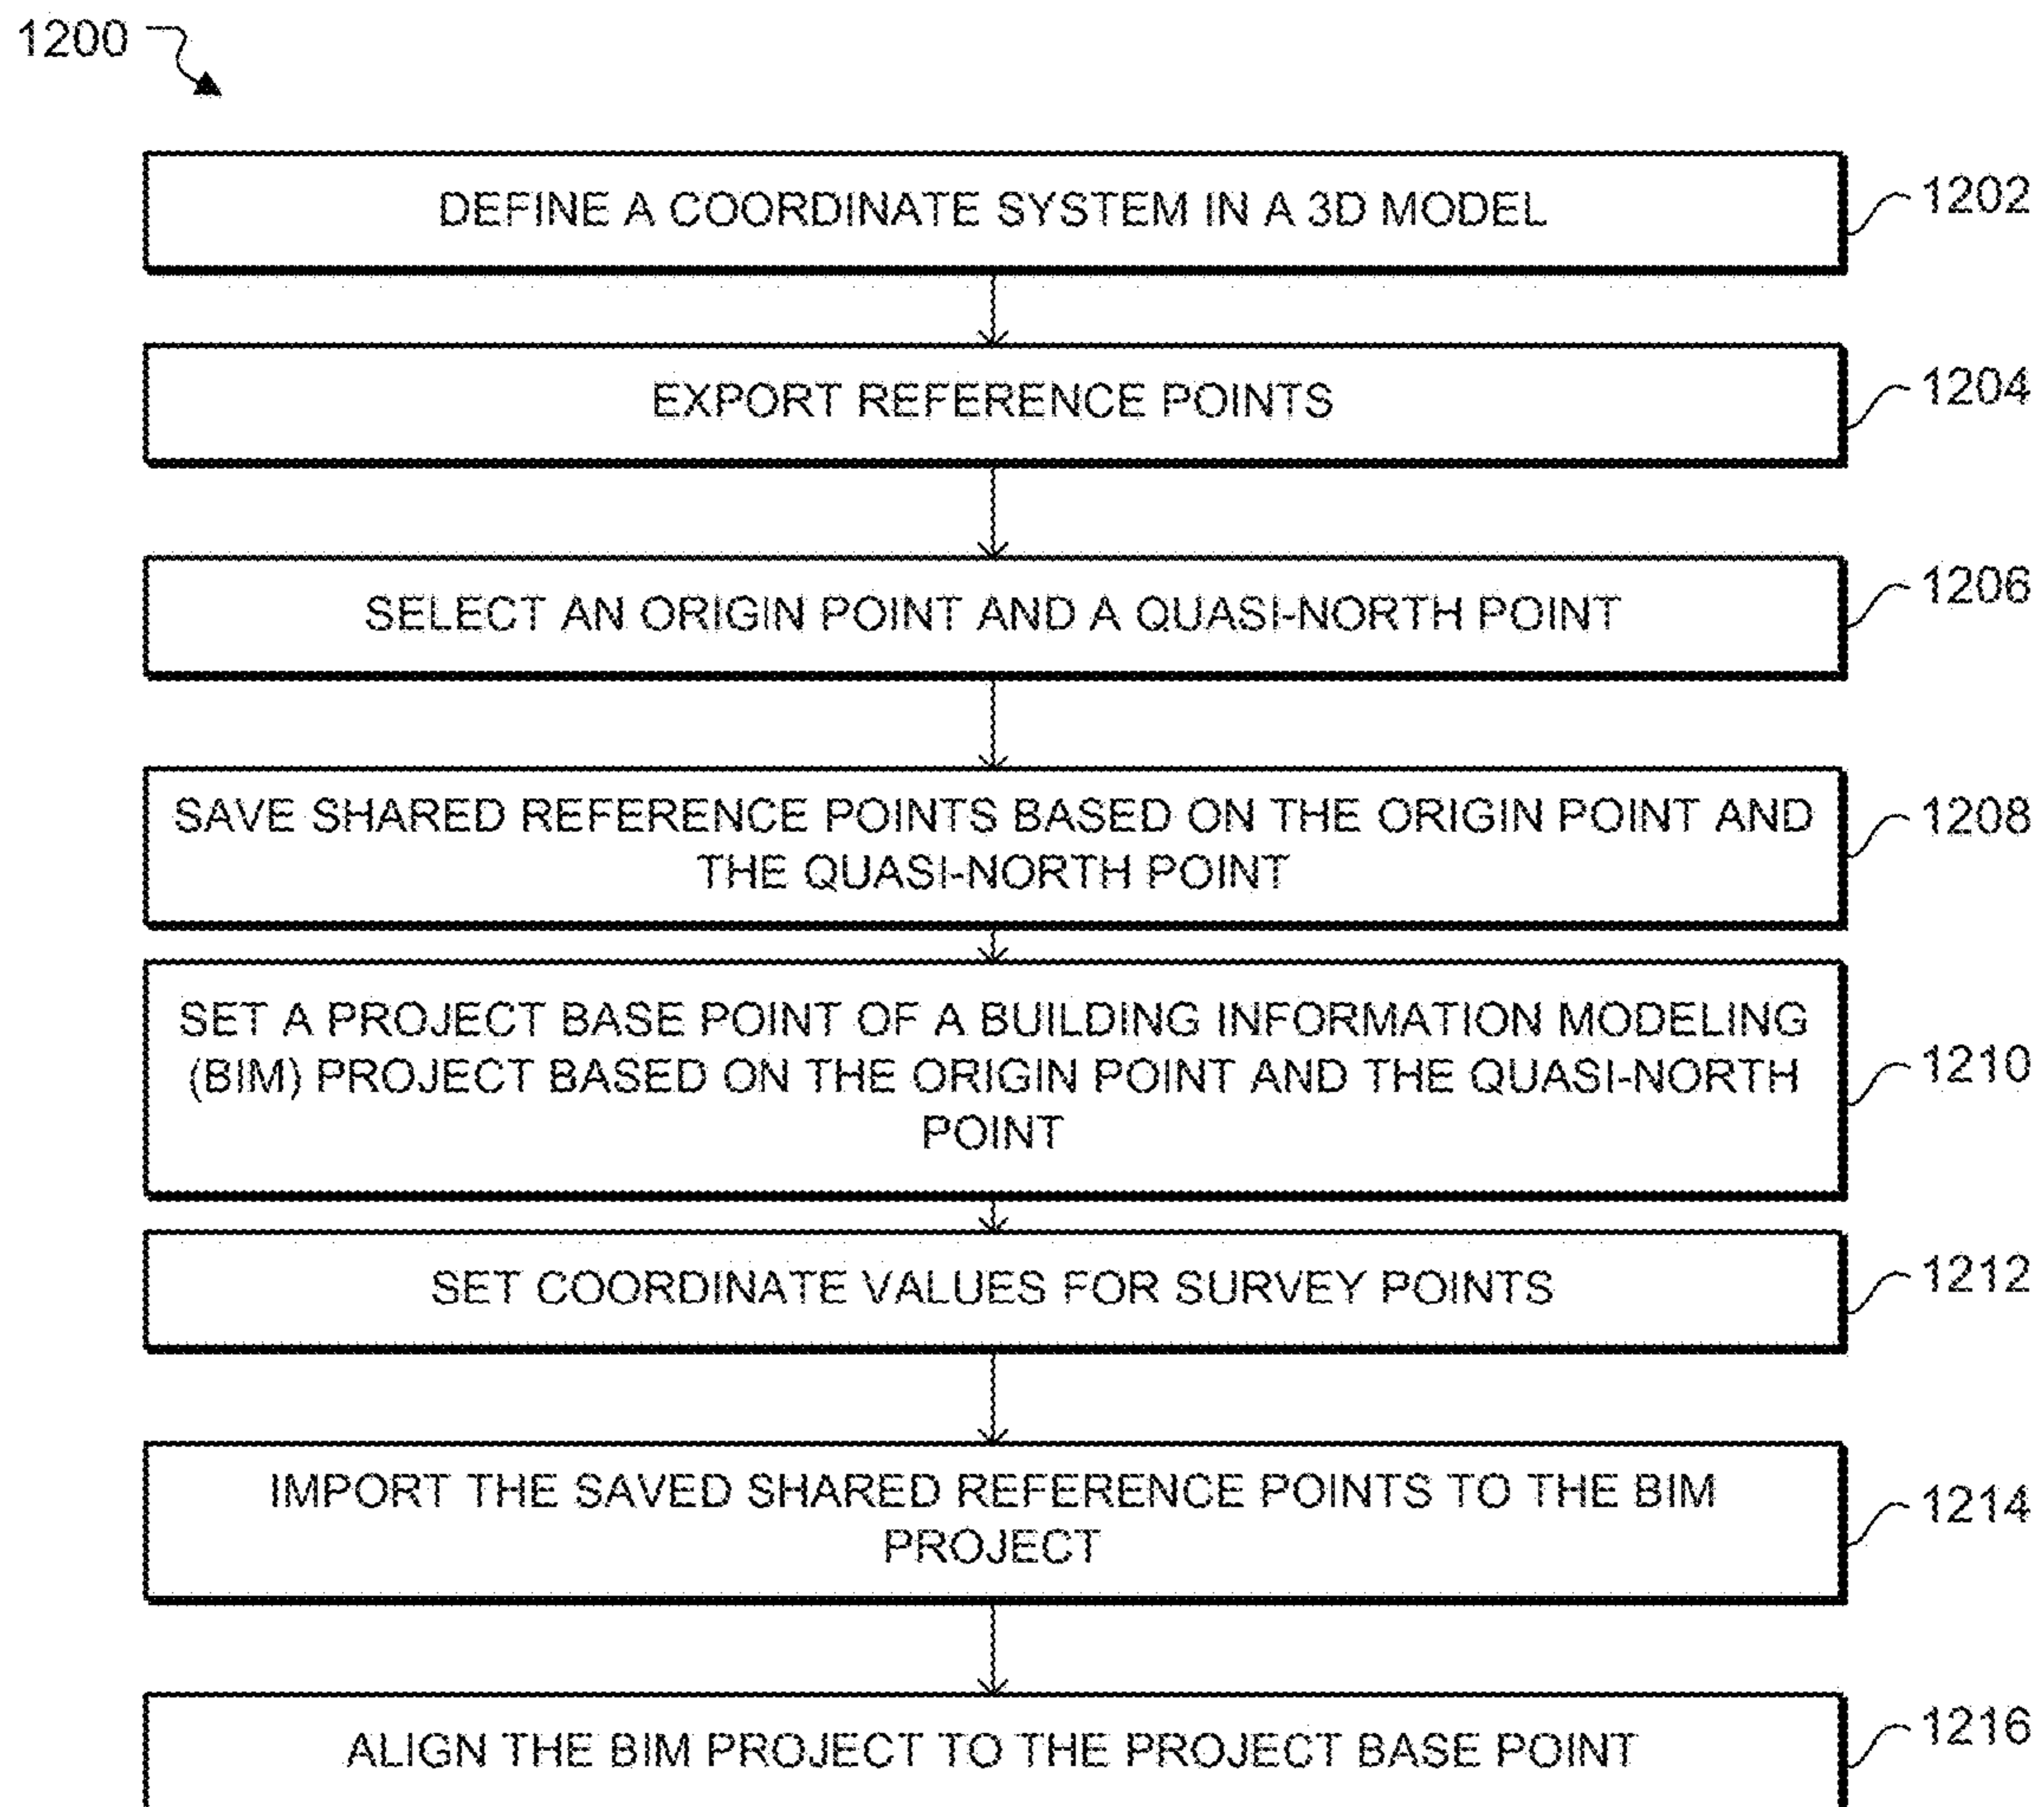 1200
DEFINE A COORDINATE SYSTEM IN A 3D MODEL
1202
EXPORT REFERENCE POINTS
1204
SELECT AN ORIGIN POINT AND A QUASI-NORTH POINT
1206
SAVE SHARED REFERENCE POINTS BASED ON THE ORIGIN POINT AND
THE QUASI-NORTH POINT
1208
SET A PROJECT BASE POINT OF A BUILDING INFORMATION MODELING
(BIM) PROJECT BASED ON THE ORIGIN POINT AND THE QUASI-NORTH
POINT
1210
SET COORDINATE VALUES FOR SURVEY POINTS
1212
IMPORT THE SAVED SHARED REFERENCE POINTS TO THE BIM
PROJECT
1214
ALIGN THE BIM PROJECT TO THE PROJECT BASE POINT
1216